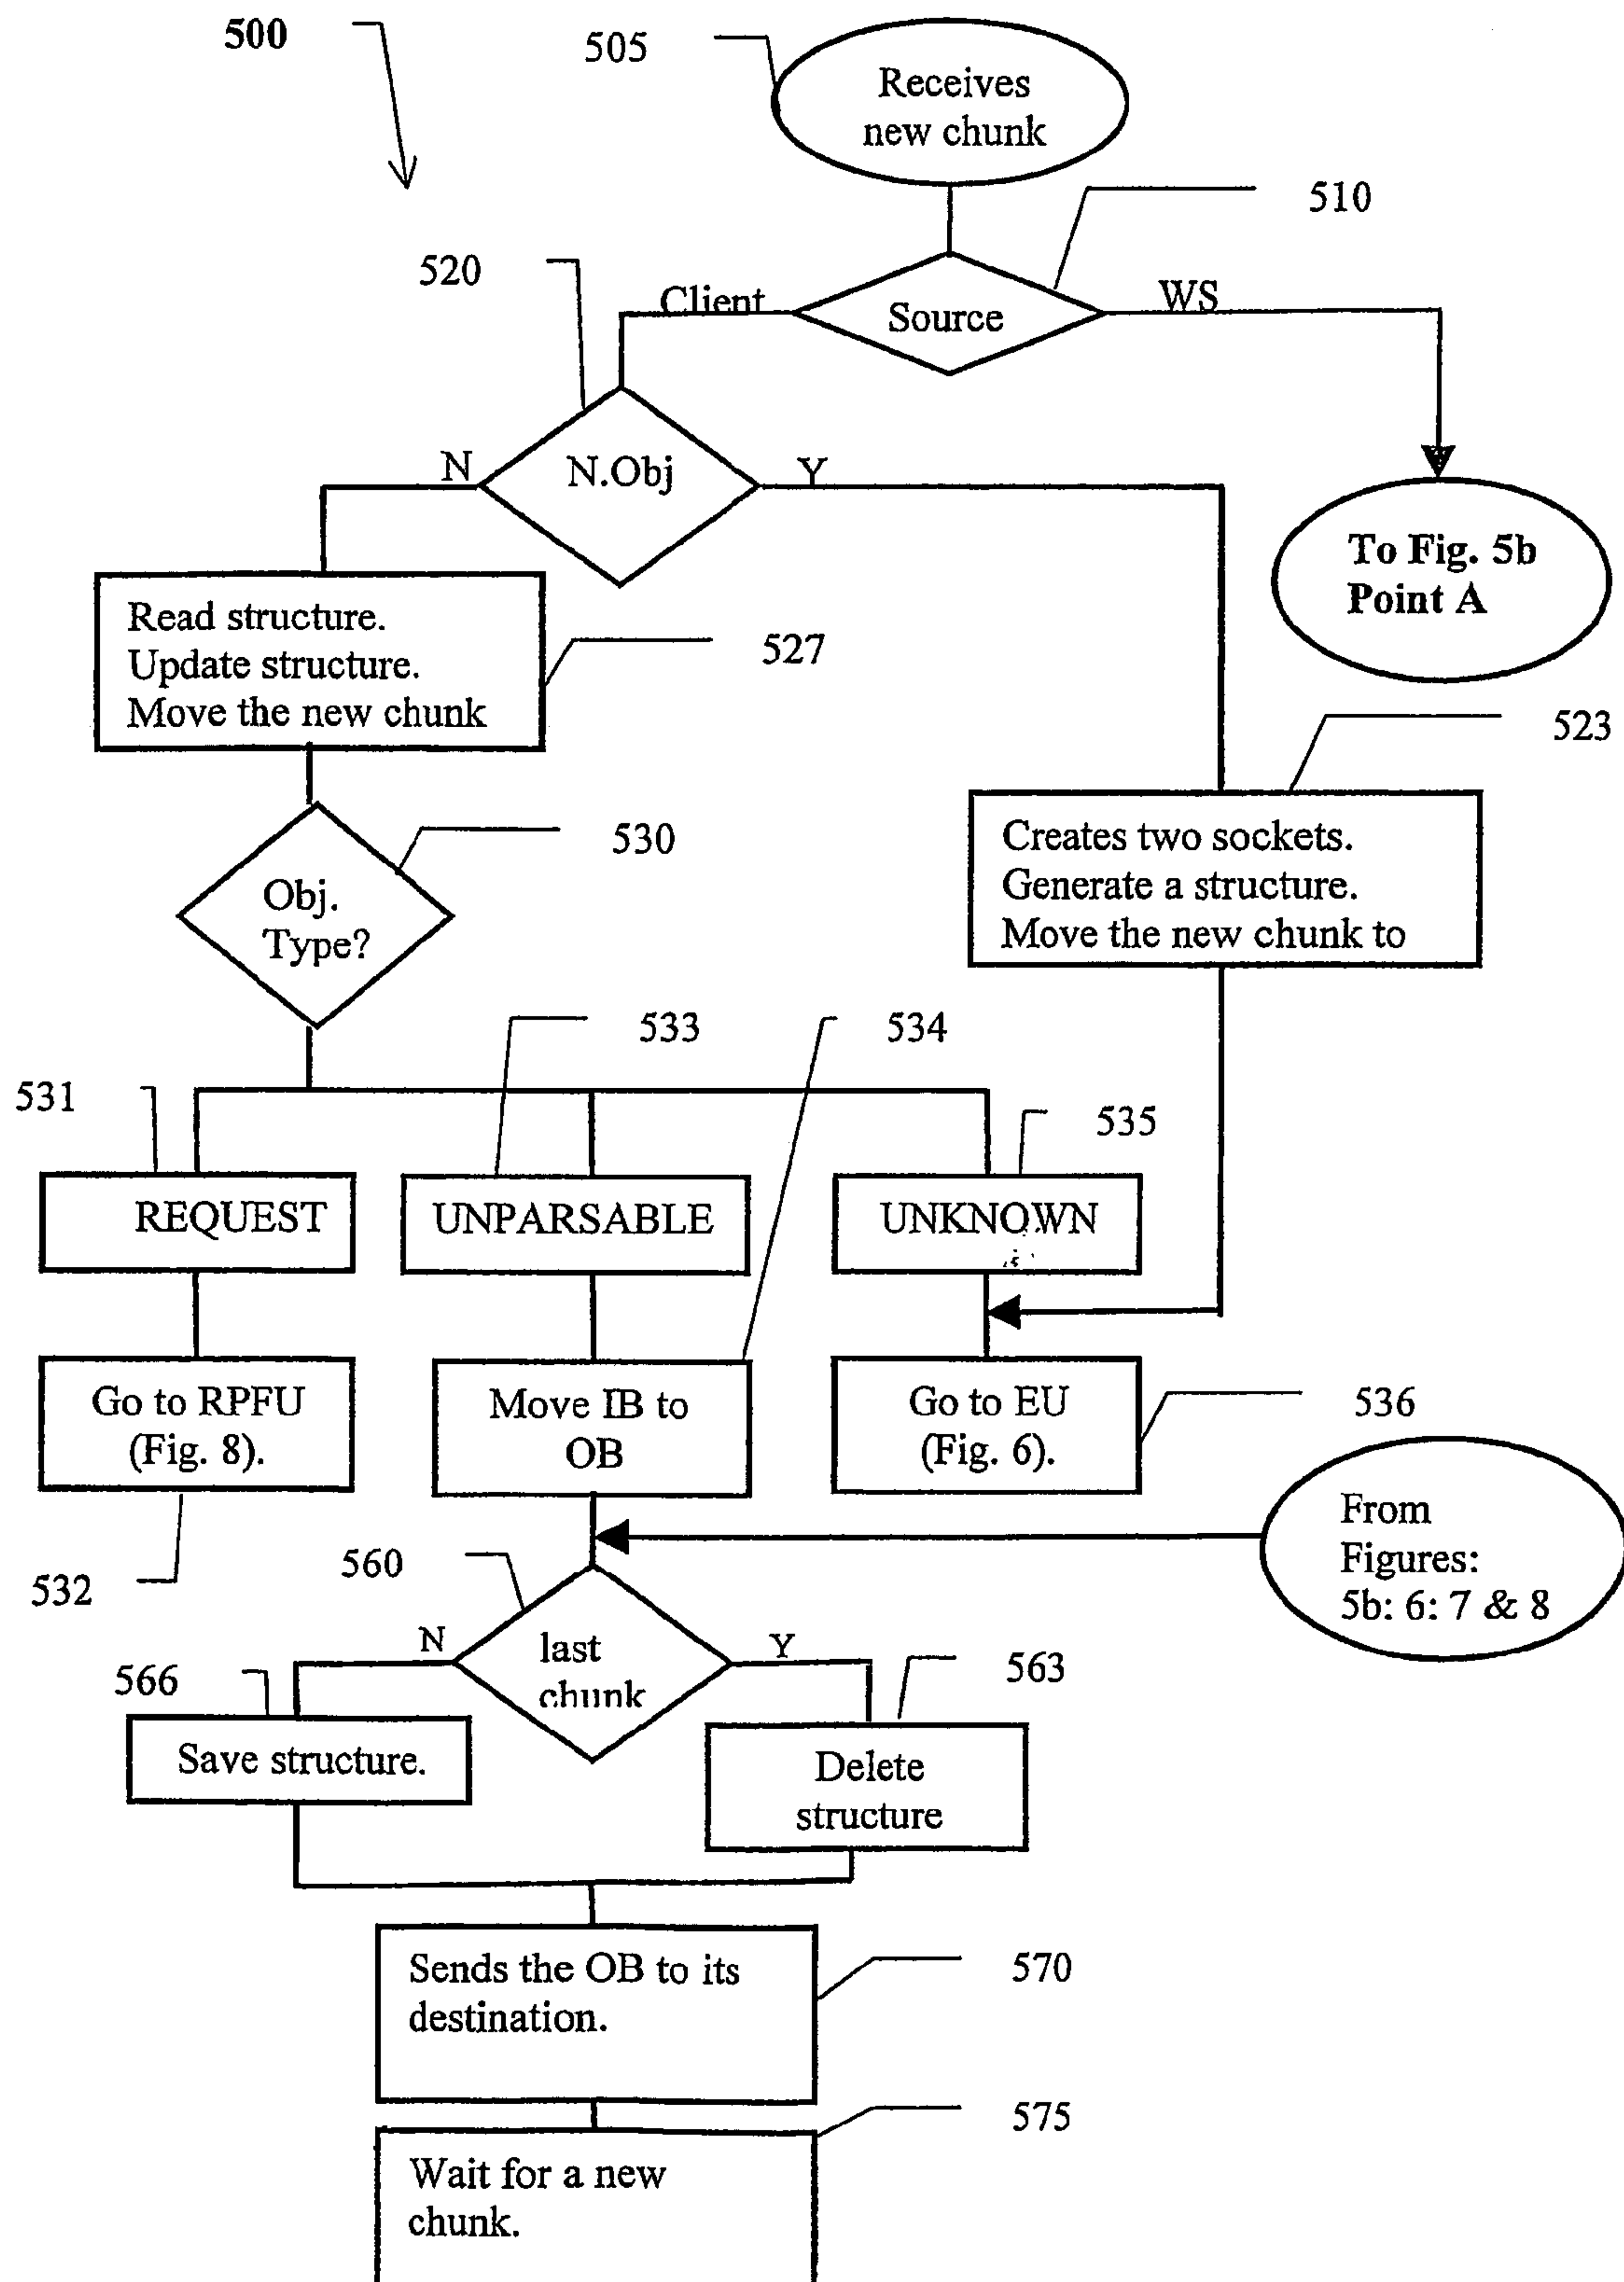 500
505
Receives
new chunk
510
520
Client
Source
WS
N
N.Obj
Y
To Fig. 5b
Point A
Read structure.
Update structure.
Move the new chunk
527
523
530
Creates two sockets.
Generate a structure.
Move the new chunk to
Obj.
Type?
533
534
531
535
REQUEST
UNPARSABLE
UNKNOWN
Go to RPFU
(Fig. 8).
Move IB to
OB
Go to EU
(Fig. 6).
536
From
Figures:
5b: 6: 7 & 8
532
560
N
last
chunk
Y
566
563
Save structure.
Delete
structure
Sends the OB to its
destination.
570
575
Wait for a new
chunk.